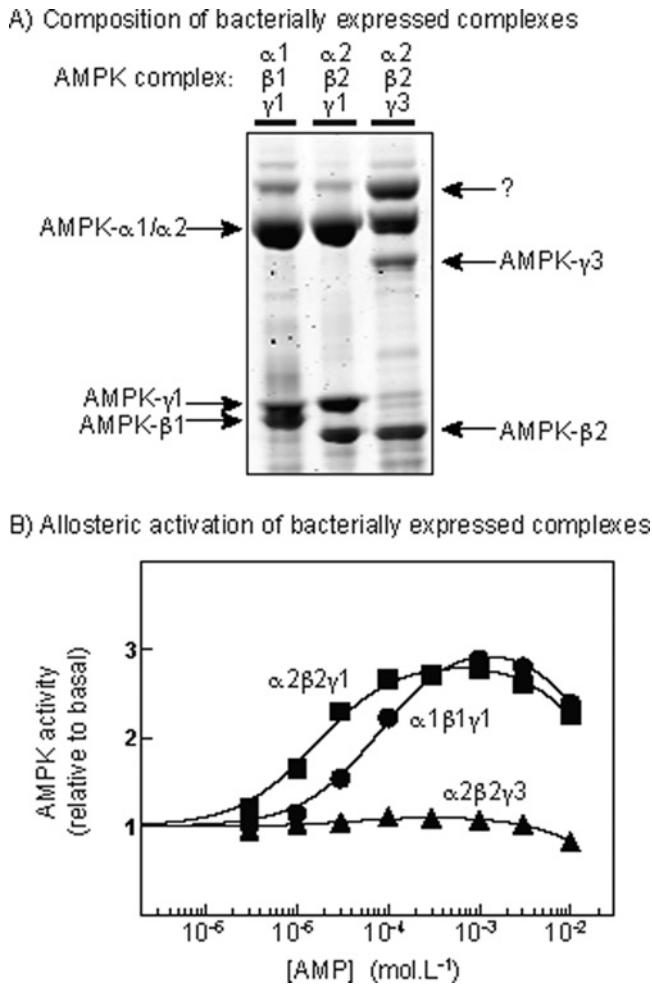 A) Composition of bacterially expressed complexes
AMPK complex:
α1 α2 α2
β1 β2 β2
γ1 γ1 γ3
?
AMPK-α1/α2
AMPK-γ3
AMPK-γ1
AMPK-β1
AMPK-β2
B) Allosteric activation of bacterially expressed complexes
AMPK activity
(relative to basal)
3
2
1
α2β2γ1
α1β1γ1
α2β2γ3
10⁻⁶ 10⁻⁵ 10⁻⁴ 10⁻³ 10⁻²
[AMP] (mol.L⁻¹)